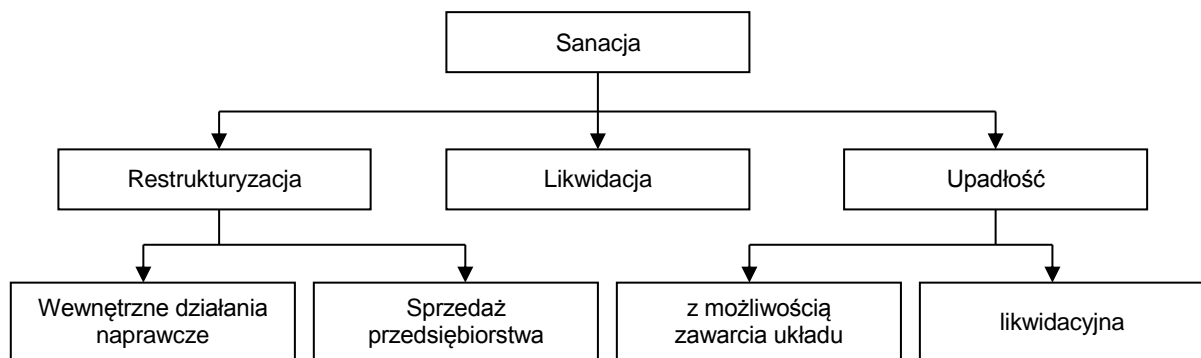 Sanacja
Restrukturyzacja
Likwidacja
Upadłość
Wewnętrzne działania
naprawcze
Sprzedaż
przedsiębiorstwa
z możliwością
zawarcia układu
likwidacyjna